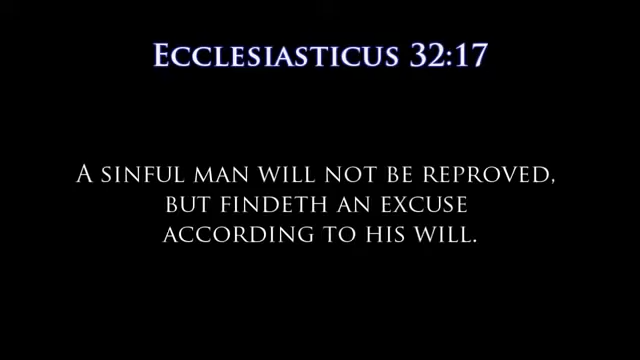 Ecclesiasticus 32:17
A sinful man will not be reproved,
but findeth an excuse
according to his will.